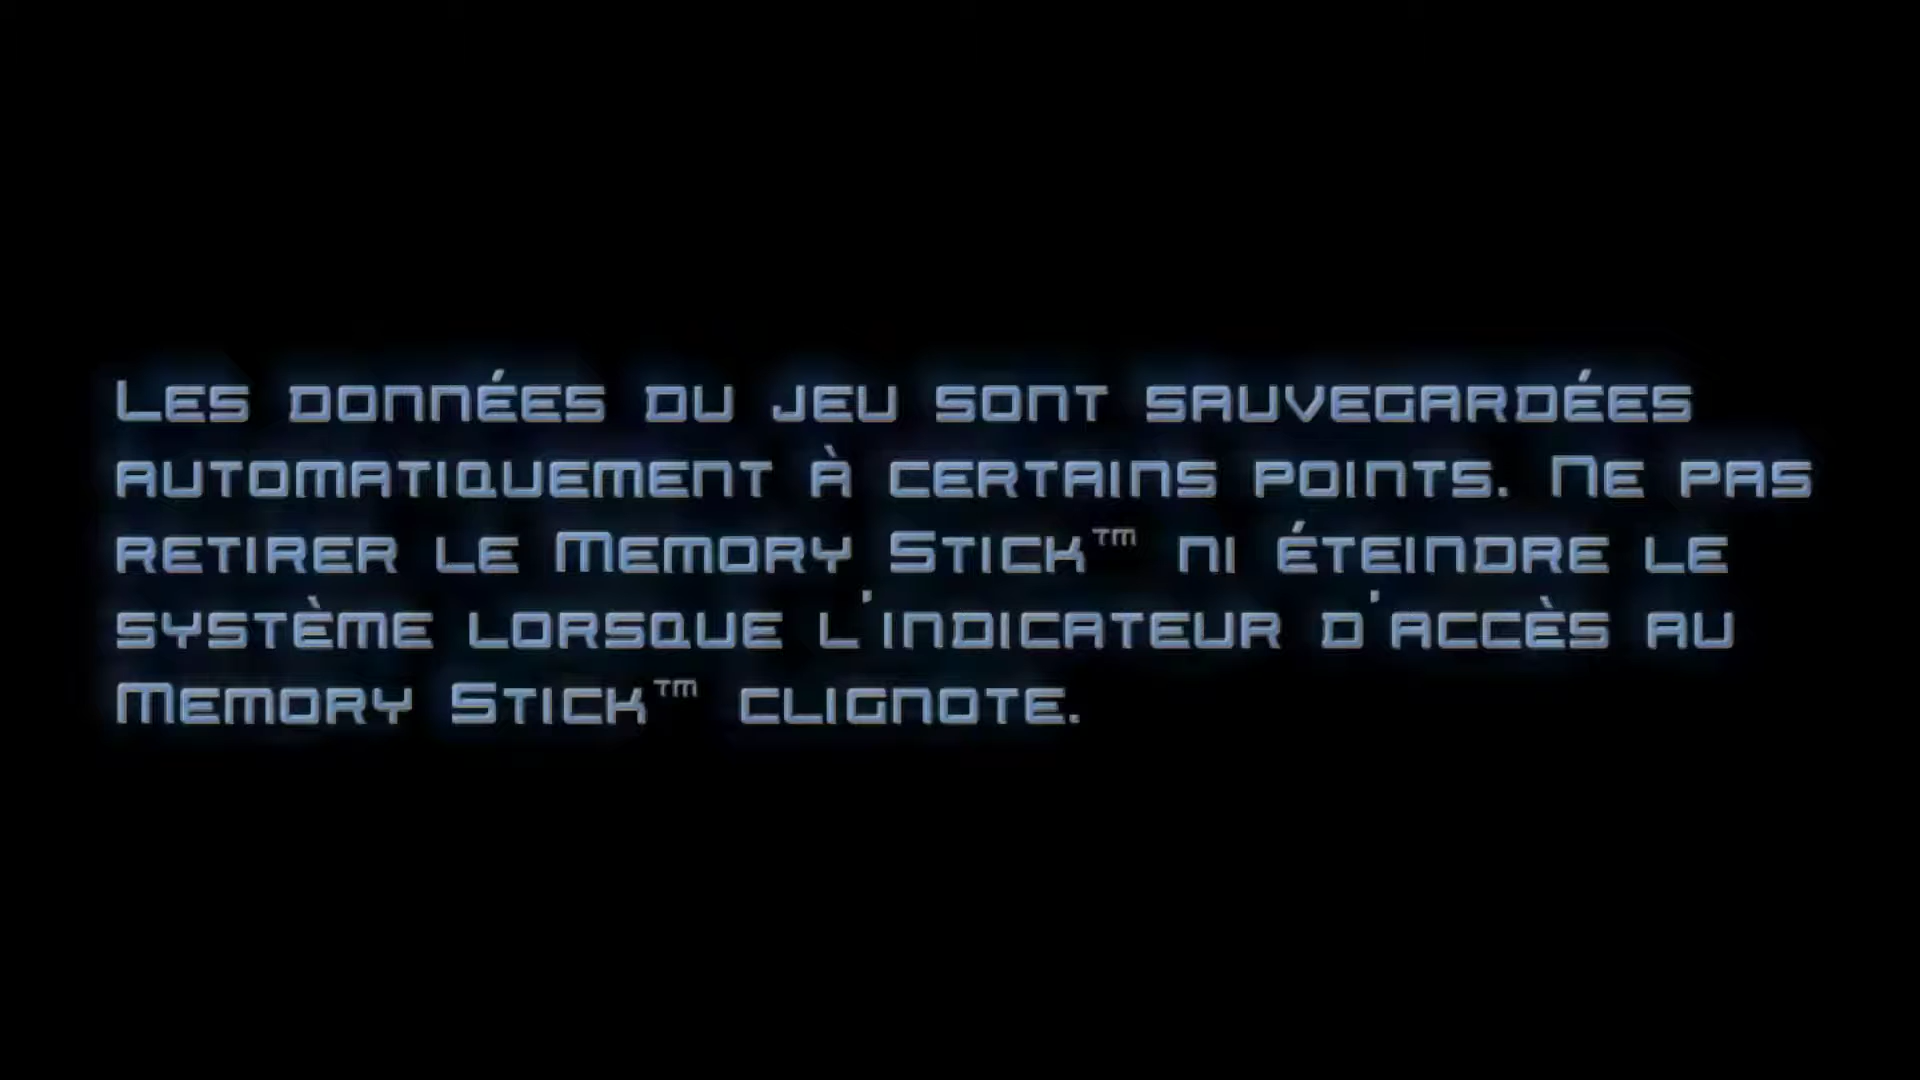 Les données du jeu sont sauvegardées
automatiquement à certains points. Ne pas
retirer le Memory Stick™ ni éteindre le
système lorsque l'indicateur d'accès au
Memory Stick™ clignote.